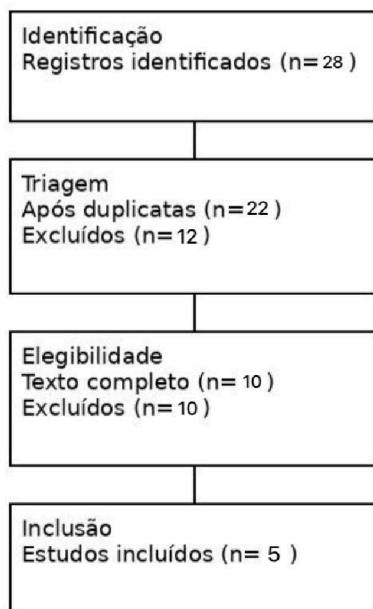 Identificação
Registros identificados (n= 28 )
Triagem
Após duplicatas (n=22 )
Excluídos (n=12 )
Elegibilidade
Texto completo (n= 10 )
Excluídos (n=10 )
Inclusão
Estudos incluídos (n= 5 )